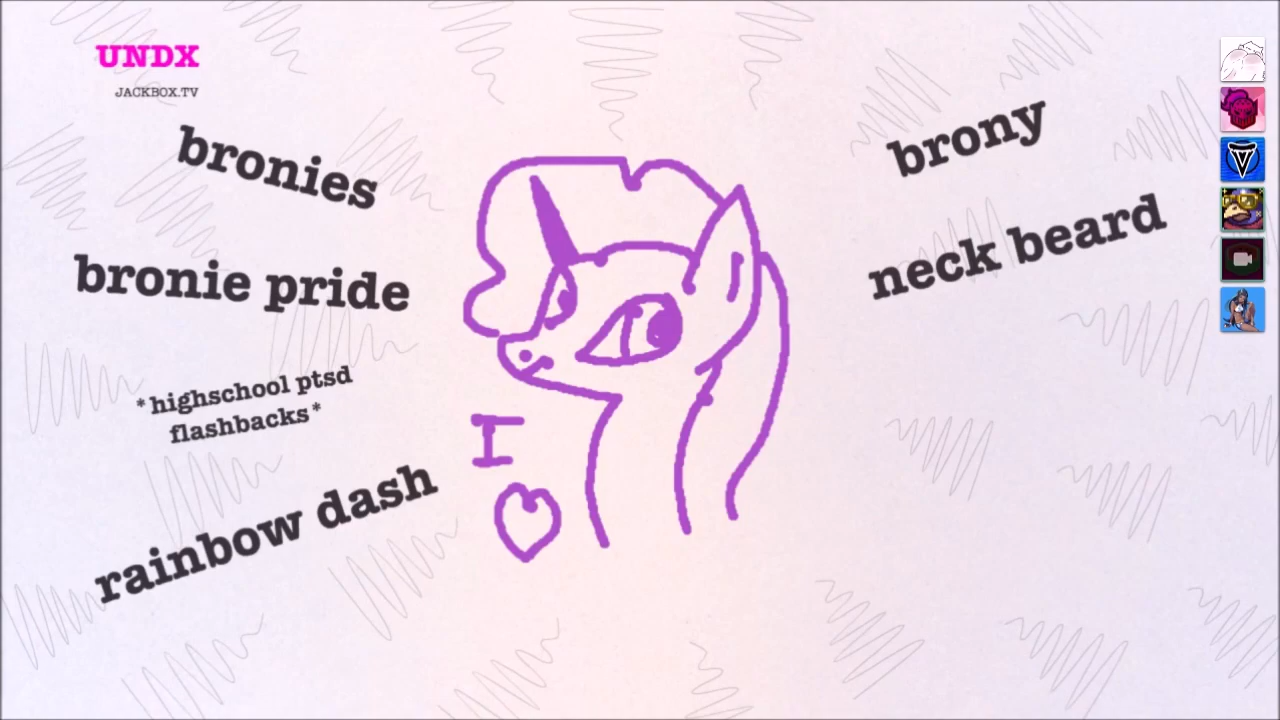 UNDX
JACKBOX.TV
bronies
bronie pride
*highschool ptsd
flashbacks*
rainbow dash
I
brony
neck beard